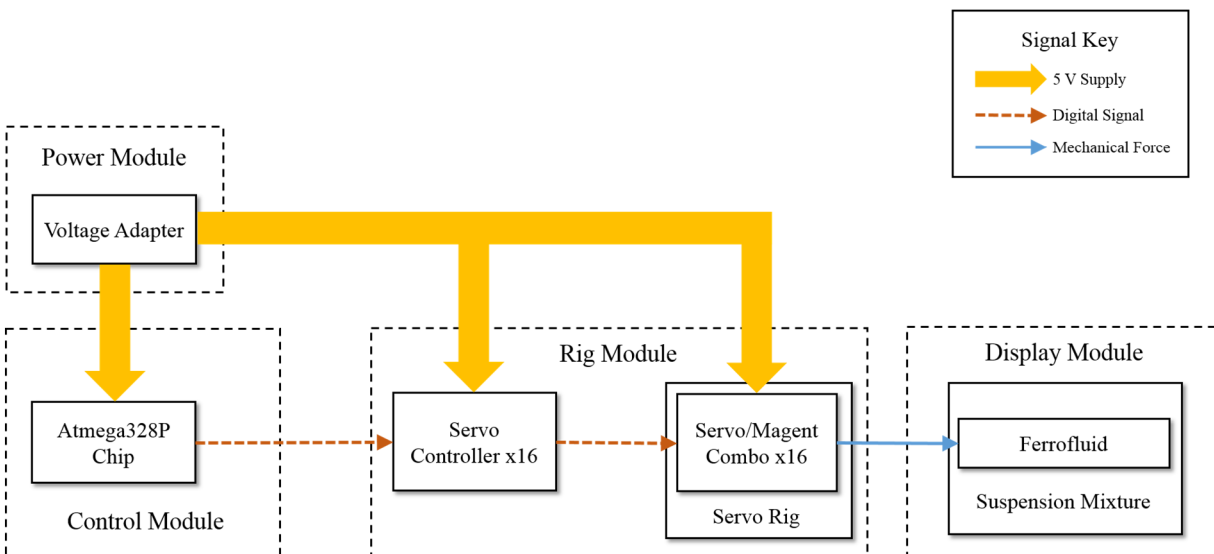 Signal Key
5 V Supply
Digital Signal
Mechanical Force
Power Module
Voltage Adapter
Rig Module
Display Module
Atmega328P
Chip
Servo
Controller x16
Servo/Magent
Combo x16
Ferrofluid
Suspension Mixture
Servo Rig
Control Module